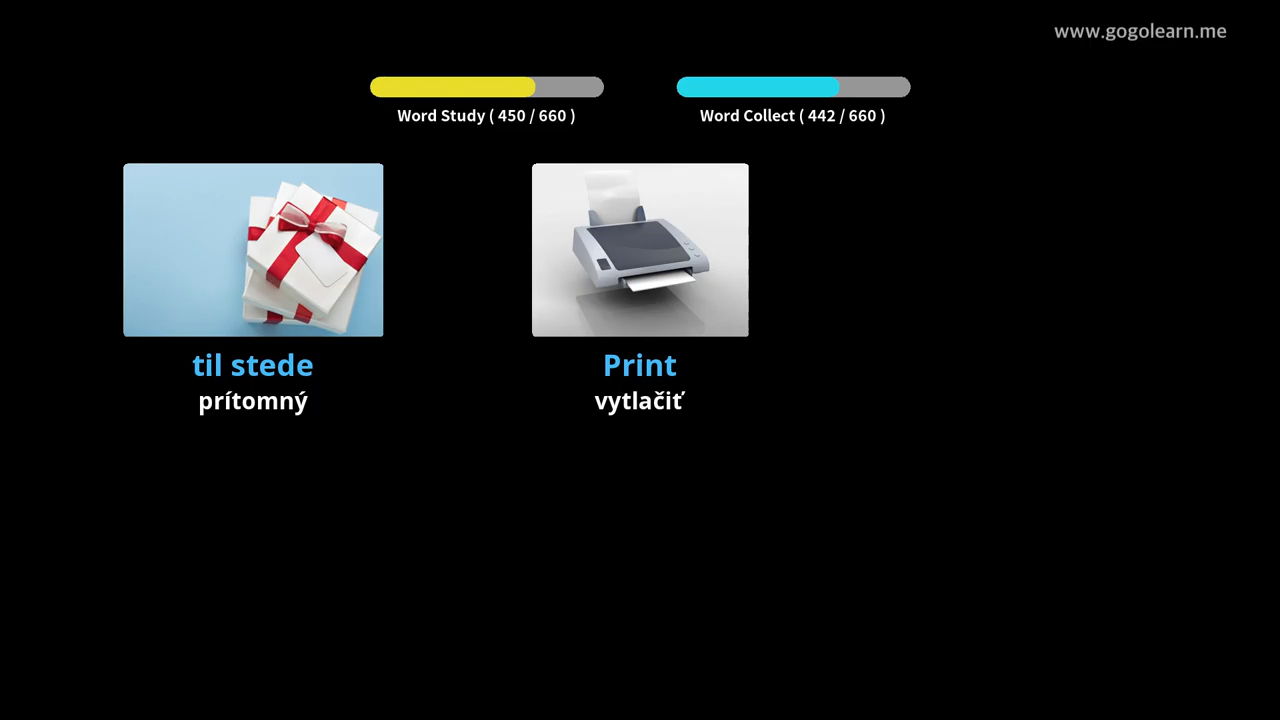 www.gogolearn.me
Word Study ( 450 / 660 )
Word Collect ( 442 / 660 )
til stede
prítomný
Print
vytlačiť